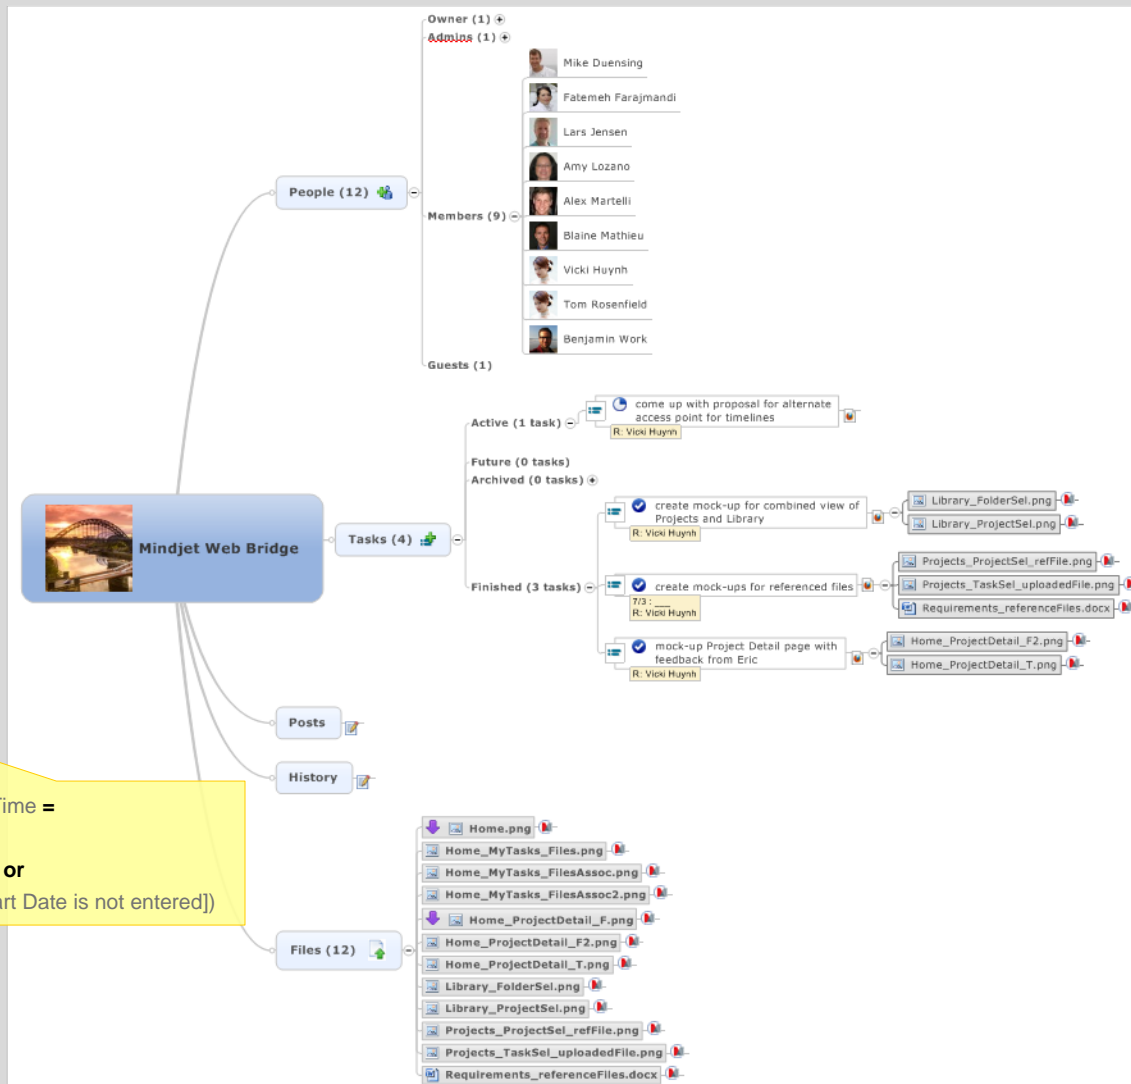 Owner (1)
Admins (1)
Mike Duensing
Fatemeh Farajmandi
Lars Jensen
Amy Lozano
People (12)
Alex Martelli
Members (9)
Blaine Mathieu
Vicki Huynh
Tom Rosenfield
Benjamin Work
Guests (1)
Active (1 task)
come up with proposal for alternate
access point for timelines
R: Vicki Huynh
Future (0 tasks)
Archived (0 tasks)
Mindjet Web Bridge
Tasks (4)
Finished (3 tasks)
create mock-up for combined view of
Projects and Library
R: Vicki Huynh
Library_FolderSel.png
Library_ProjectSel.png
create mock-ups for referenced files
7/3 : ___
R: Vicki Huynh
Projects_ProjectSel_refFile.png
Projects_TaskSel_uploadedFile.png
Requirements_referenceFiles.docx
mock-up Project Detail page with
feedback from Eric
R: Vicki Huynh
Home_ProjectDetail_F2.png
Home_ProjectDetail_T.png
Posts
History
Time =
or
art Date is not entered])
Files (12)
Home.png
Home_MyTasks_Files.png
Home_MyTasks_FilesAssoc.png
Home_MyTasks_FilesAssoc2.png
Home_ProjectDetail_F.png
Home_ProjectDetail_F2.png
Home_ProjectDetail_T.png
Library_FolderSel.png
Library_ProjectSel.png
Projects_ProjectSel_refFile.png
Projects_TaskSel_uploadedFile.png
Requirements_referenceFiles.docx